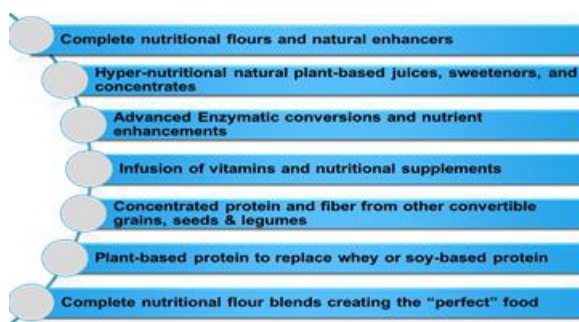 Complete nutritional flours and natural enhancers
Hyper-nutritional natural plant-based juices, sweeteners, and
concentrates
Advanced Enzymatic conversions and nutrient
enhancements
Infusion of vitamins and nutritional supplements
Concentrated protein and fiber from other convertible
grains, seeds & legumes
Plant-based protein to replace whey or soy-based protein
Complete nutritional flour blends creating the “perfect” food